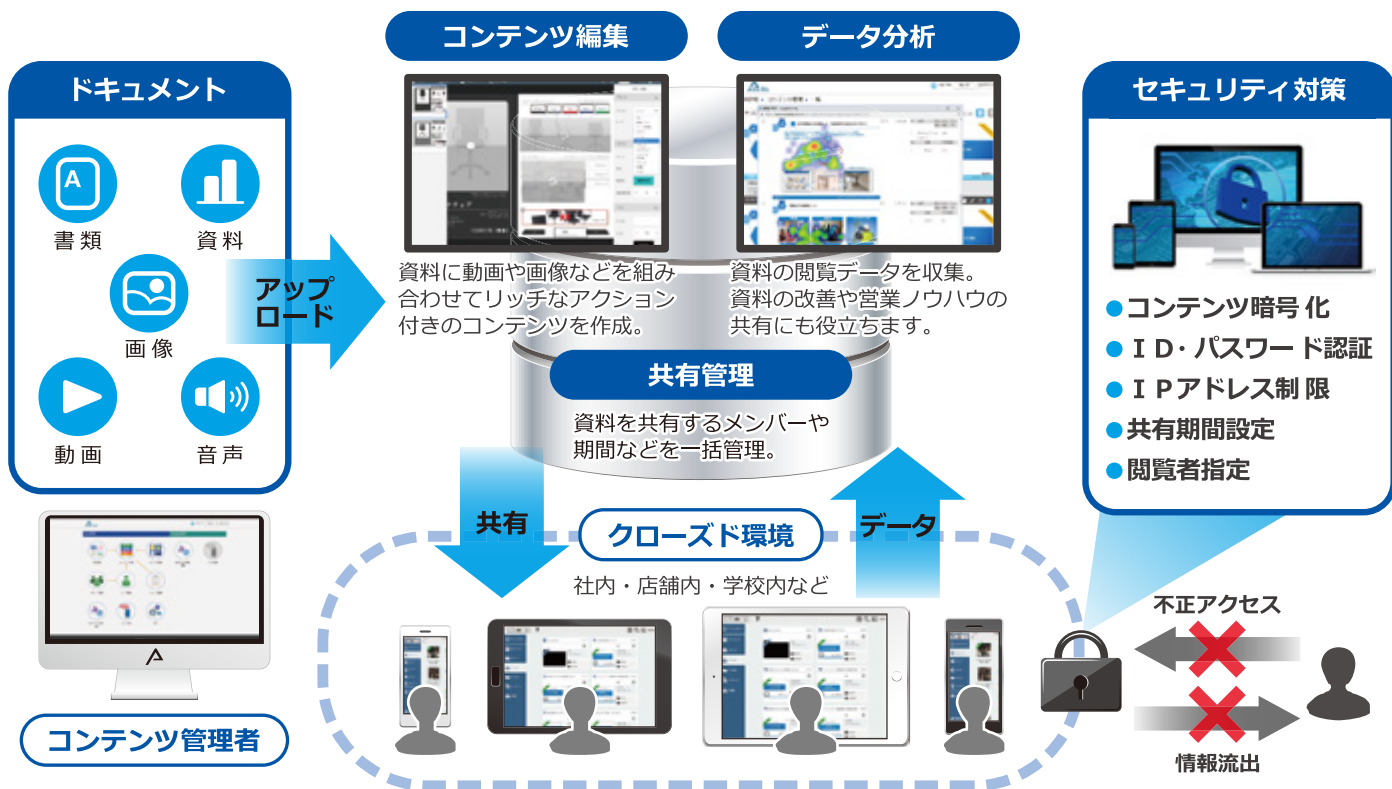 コンテンツ編集
データ分析
ドキュメント
セキュリティ対策
A
書類
資料
画像
動画
音声
アップ
ロード
資料に動画や画像などを組み
合わせてリッチなアクション
付きのコンテンツを作成。
資料の閲覧データを収集。
資料の改善や営業ノウハウの
共有にも役立ちます。
共有管理
資料を共有するメンバーや
期間などを一括管理。
●コンテンツ暗号化
●ID・パスワード認証
●IPアドレス制限
●共有期間設定
●閲覧者指定
共有
クローズド環境
データ
社内・店舗内・学校内など
コンテンツ管理者
不正アクセス
情報流出